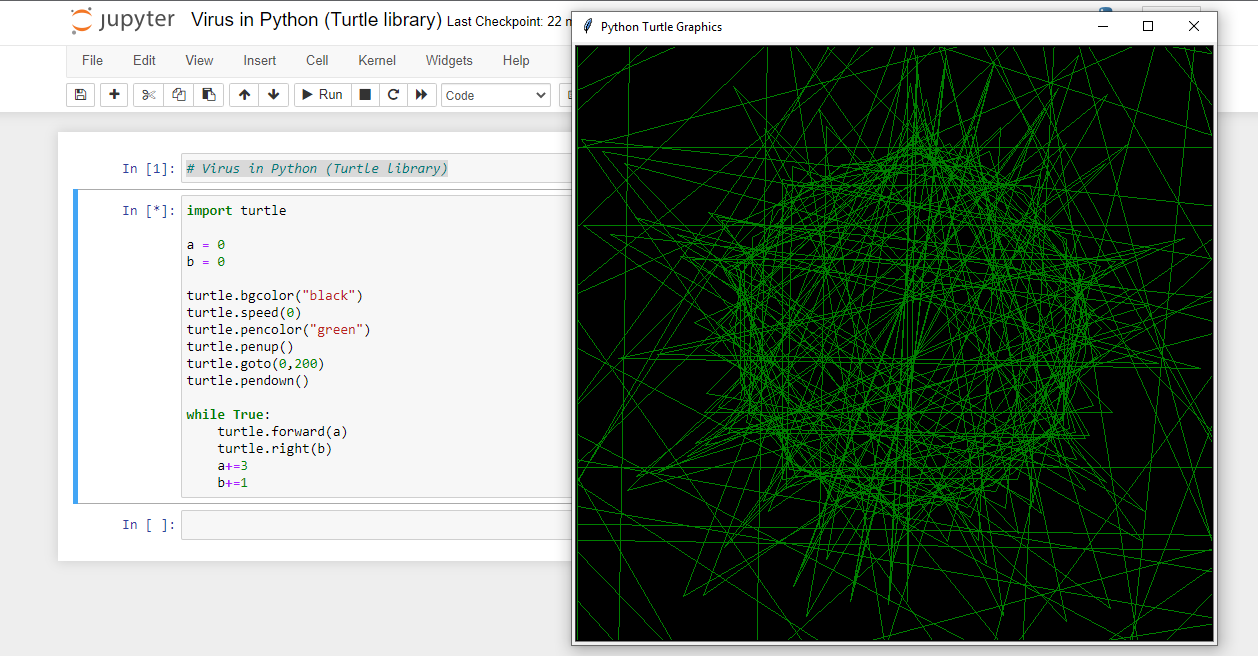 jupyter Virus in Python (Turtle library) Last Checkpoint: 22 m
File Edit View Insert Cell Kernel Widgets Help
Run Code
In [1]: # Virus in Python (Turtle library)
In [*]: import turtle
a = 0
b = 0
turtle.bgcolor("black")
turtle.speed(0)
turtle.pencolor("green")
turtle.penup()
turtle.goto(0,200)
turtle.pendown()
while True:
turtle.forward(a)
turtle.right(b)
a+=3
b+=1
In [ ]:
Python Turtle Graphics